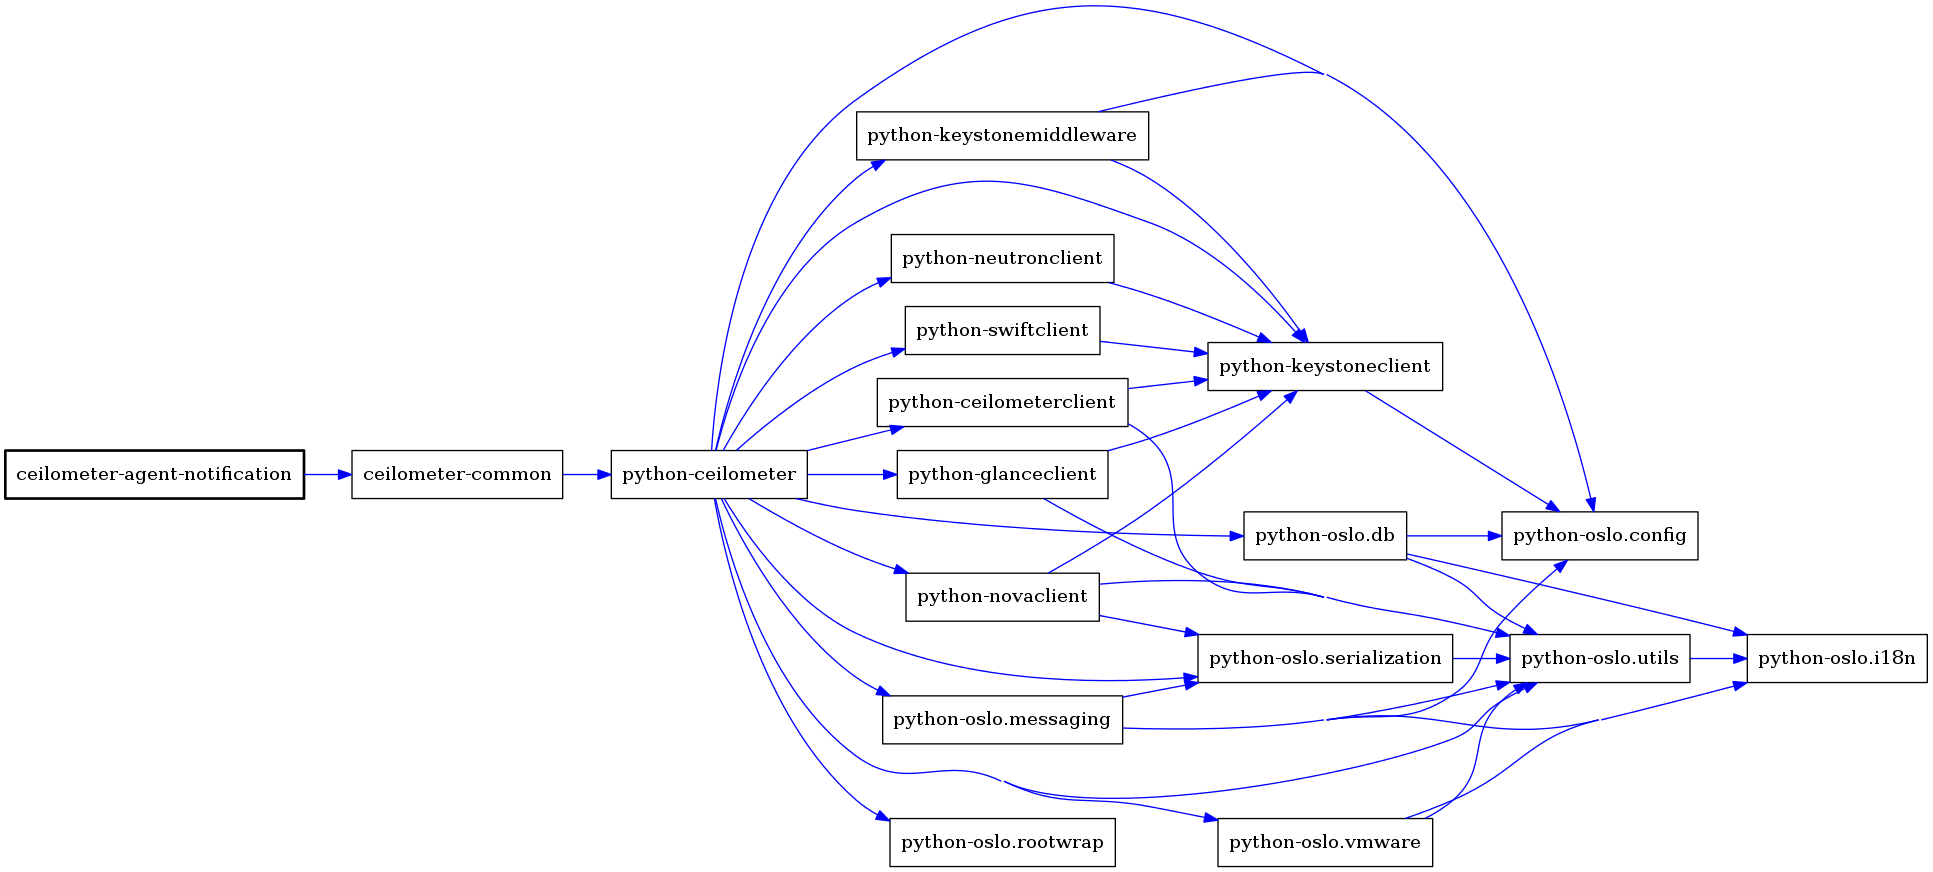 python-keystonemiddleware
python-neutronclient
python-swiftclient
python-keystoneclient
python-ceilometerclient
ceilometer-agent-notification
ceilometer-common
python-ceilometer
python-glanceclient
python-oslo.db
python-oslo.config
python-novaclient
python-oslo.serialization
python-oslo.utils
python-oslo.i18n
python-oslo.messaging
python-oslo.rootwrap
python-oslo.vmware